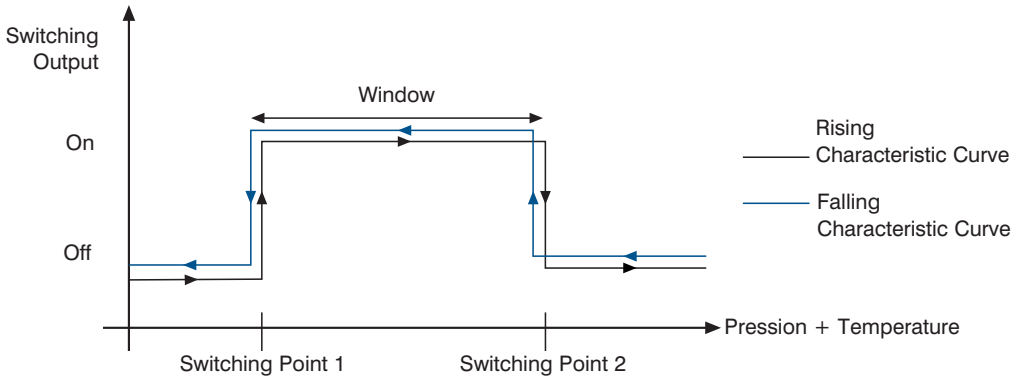 Switching
Output
Window
On
Off
Rising
Characteristic Curve
Falling
Characteristic Curve
Pression + Temperature
Switching Point 1
Switching Point 2